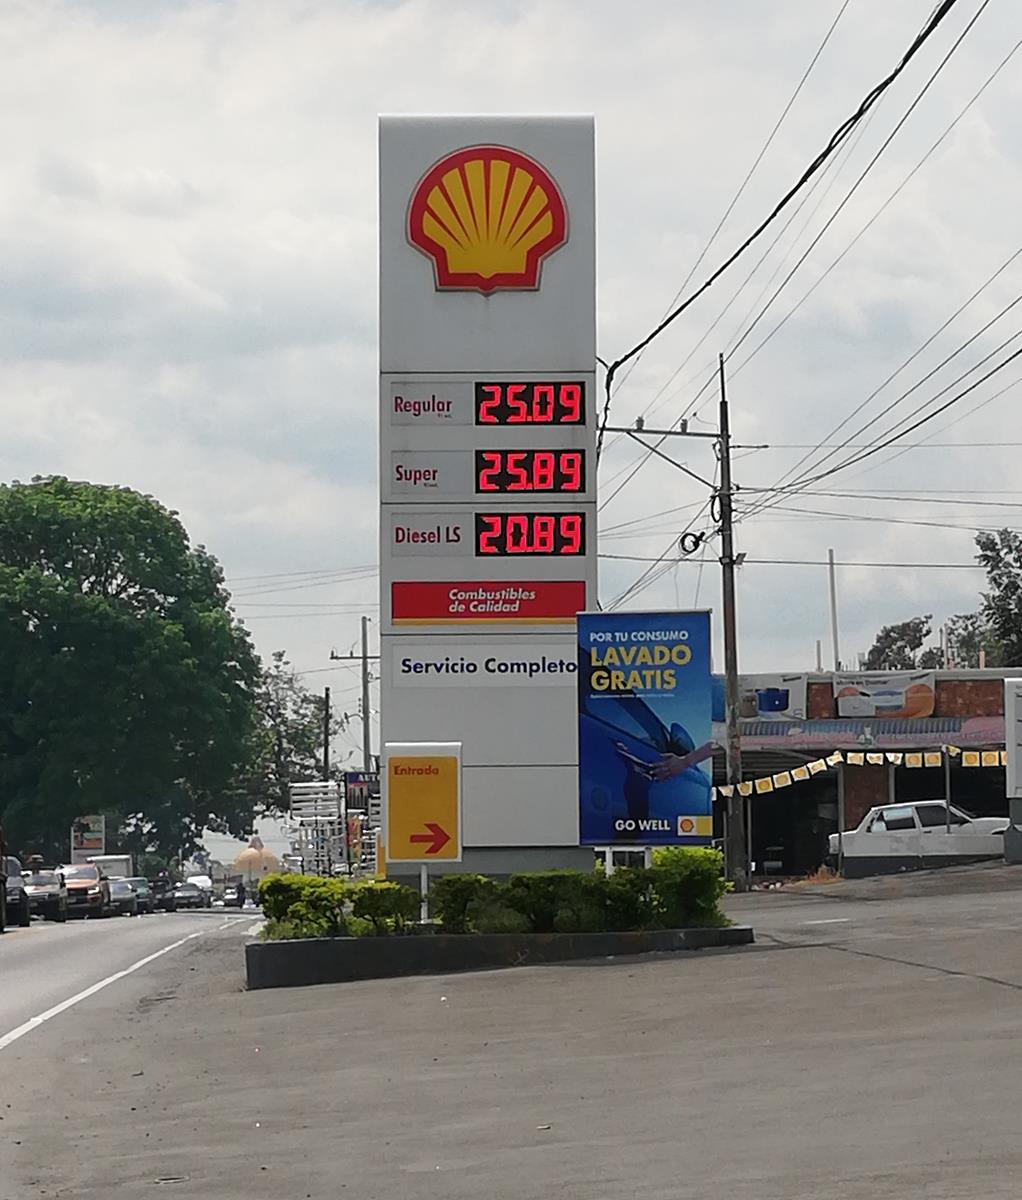 Regular
25.09
Super
25.89
Diesel LS
20.89
Combustibles
de Calidad
Servicio Completo
POR TU CONSUMO
LAVADO
GRATIS
GO WELL
Entrada